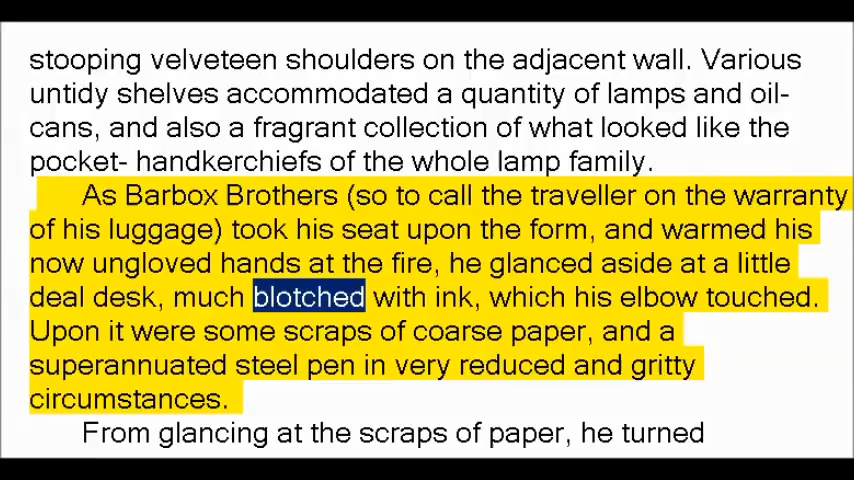 stooping velveteen shoulders on the adjacent wall. Various
untidy shelves accommodated a quantity of lamps and oil-
cans, and also a fragrant collection of what looked like the
pocket- handkerchiefs of the whole lamp family.
As Barbox Brothers (so to call the traveller on the warranty
of his luggage) took his seat upon the form, and warmed his
now ungloved hands at the fire, he glanced aside at a little
deal desk, much blotched with ink, which his elbow touched.
Upon it were some scraps of coarse paper, and a
superannuated steel pen in very reduced and gritty
circumstances.
From glancing at the scraps of paper, he turned